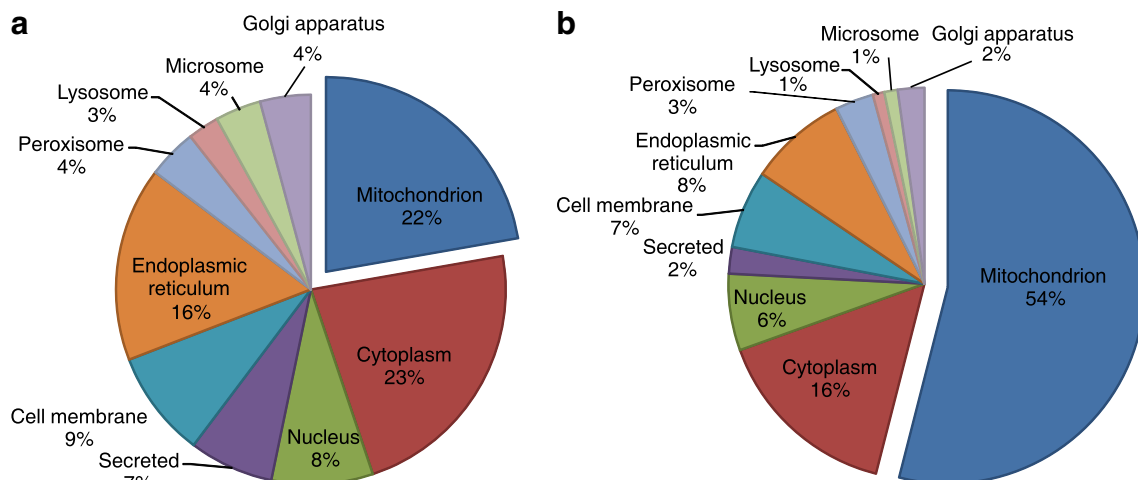 a
Golgi apparatus
4%
Microsome
4%
Lysosome
3%
Peroxisome
4%
Mitochondrion
22%
Endoplasmic
reticulum
16%
Cytoplasm
23%
Cell membrane
9%
Nucleus
8%
Secreted
7%
b
Microsome
1%
Golgi apparatus
2%
Lysosome
1%
Peroxisome
3%
Endoplasmic
reticulum
8%
Cell membrane
7%
Secreted
2%
Mitochondrion
54%
Nucleus
6%
Cytoplasm
16%